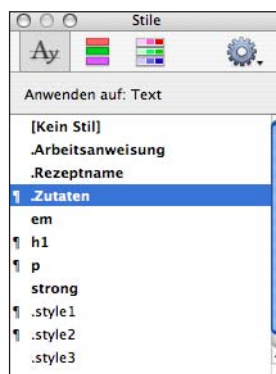 Stile
Ay
Anwenden auf: Text
[Kein Stil]
.Arbeitsanweisung
.Rezeptname
¶ .Zutaten
em
¶ h1
¶ p
strong
¶ .style1
¶ .style2
.style3